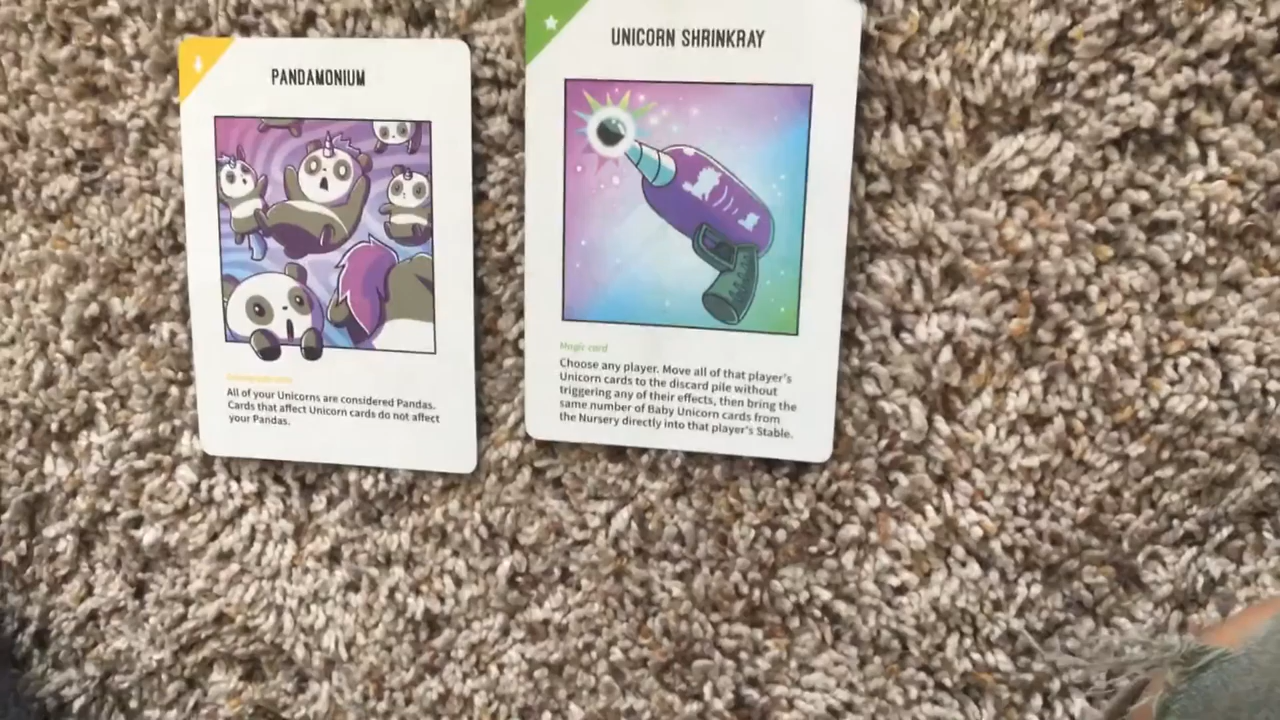 PANDAMONIUM
All of your Unicorns are considered Pandas.
Cards that affect Unicorn cards do not affect
your Pandas.
UNICORN SHRINKRAY
Magic card
Choose any player. Move all of that player's
Unicorn cards to the discard pile without
triggering any of their effects, then bring the
same number of Baby Unicorn cards from
the Nursery directly into that player's Stable.